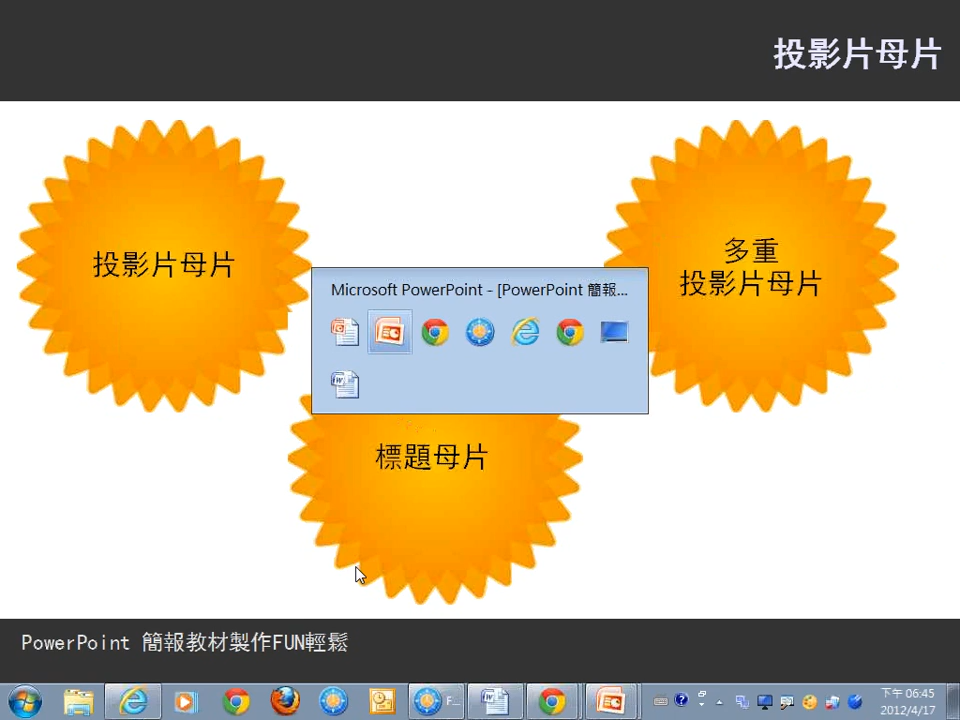 投影片母片
投影片母片
多重
投影片母片
Microsoft PowerPoint - [PowerPoint 簡報...
標題母片
PowerPoint 簡報教材製作FUN輕鬆
F...
下午 06:45
2012/4/17